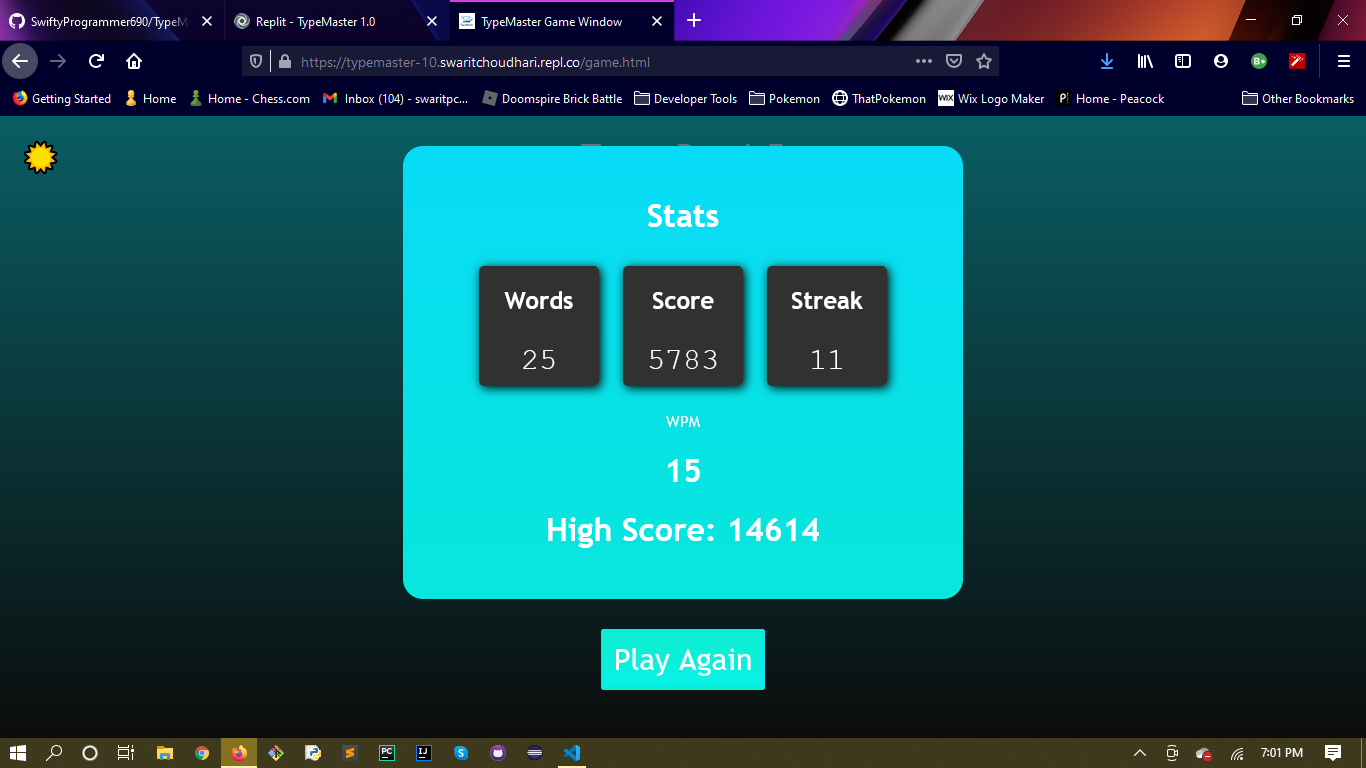 SwiftyProgrammer690/TypeM
Replit - TypeMaster 1.0
TypeMaster Game Window
https://typemaster-10.swaritchoudhari.repl.co/game.html
Getting Started
Home
Home - Chess.com
Inbox (104) - swaritpc...
Doomspire Brick Battle
Developer Tools
Pokemon
ThatPokemon
WIX Wix Logo Maker
Home - Peacock
Other Bookmarks
Stats
Words
Score
Streak
25
5783
11
WPM
15
High Score: 14614
Play Again
7:01 PM